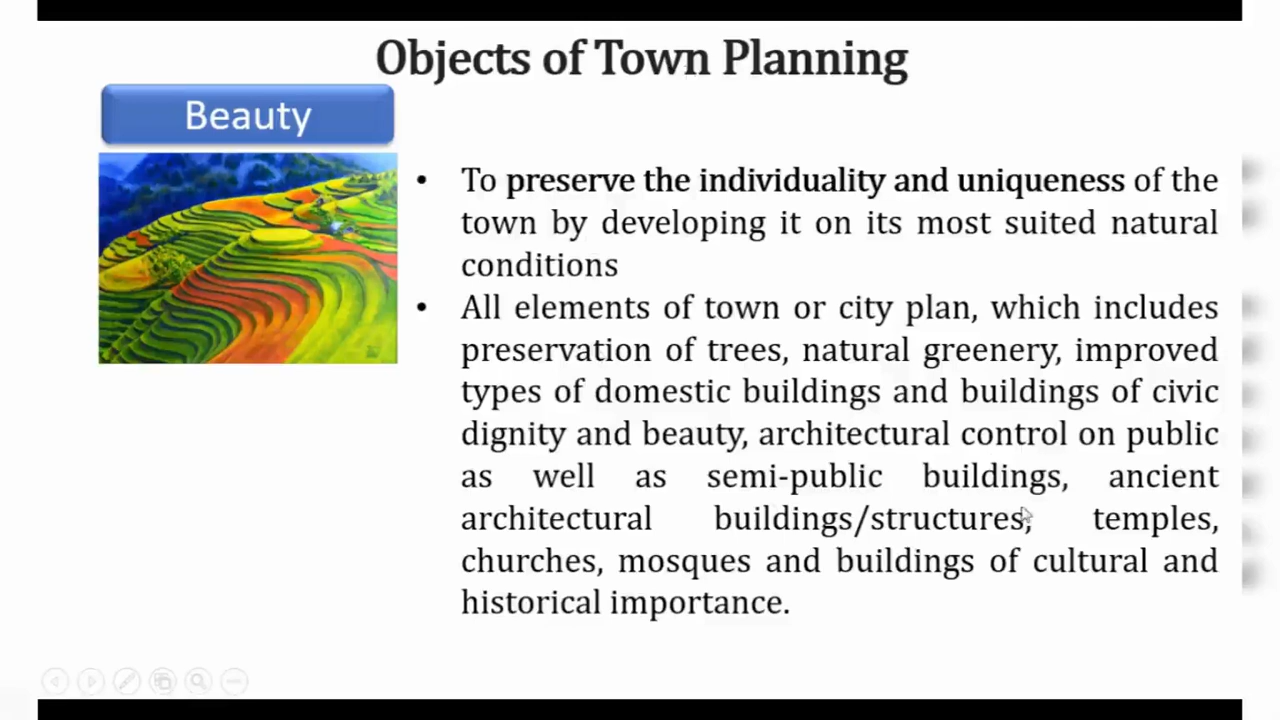 Objects of Town Planning
Beauty
• To preserve the individuality and uniqueness of the
town by developing it on its most suited natural
conditions
• All elements of town or city plan, which includes
preservation of trees, natural greenery, improved
types of domestic buildings and buildings of civic
dignity and beauty, architectural control on public
as well as semi-public buildings, ancient
architectural buildings/structures, temples,
churches, mosques and buildings of cultural and
historical importance.